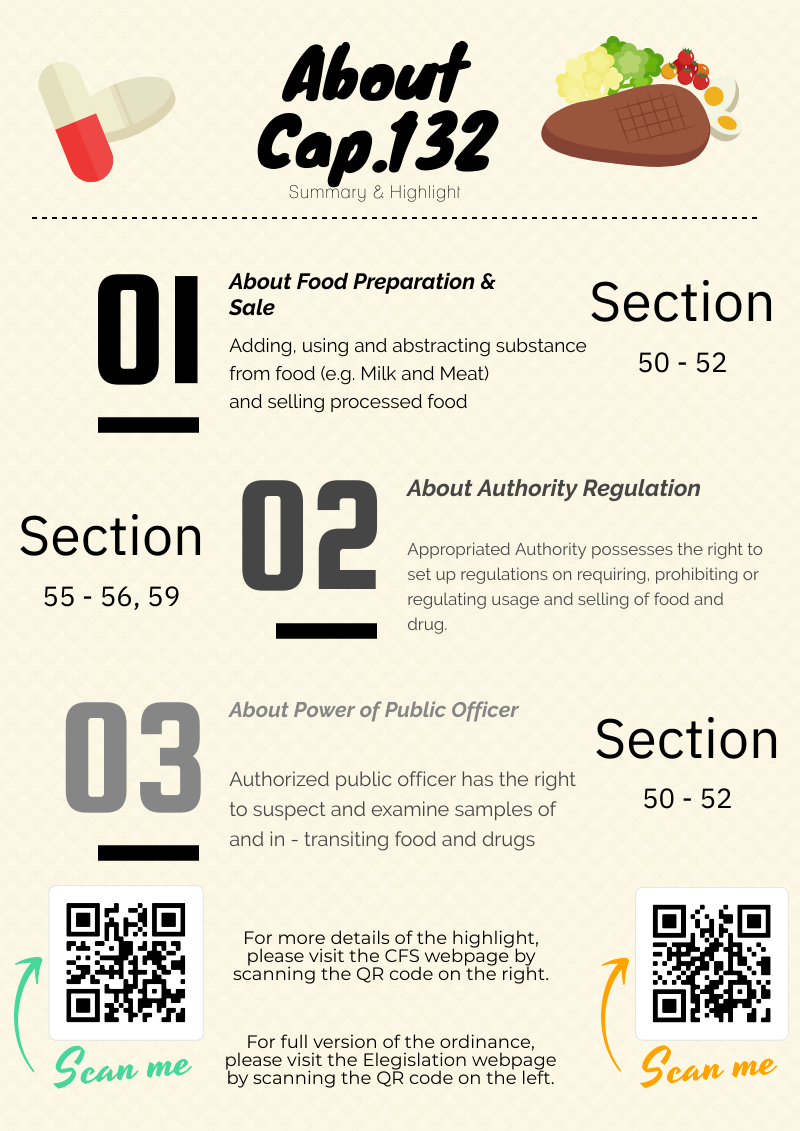 About
Cap.132
Summary & Highlight
01
About Food Preparation &
Sale
Adding, using and abstracting substance
from food (e.g. Milk and Meat)
and selling processed food
Section
50 - 52
Section
55 - 56, 59
02
About Authority Regulation
Appropriated Authority possesses the right to
set up regulations on requiring, prohibiting or
regulating usage and selling of food and
drug.
03
About Power of Public Officer
Authorized public officer has the right
to suspect and examine samples of
and in - transiting food and drugs
Section
50 - 52
For more details of the highlight,
please visit the CFS webpage by
scanning the QR code on the right.
For full version of the ordinance,
please visit the Elegislation webpage
by scanning the QR code on the left.
Scan me
Scan me